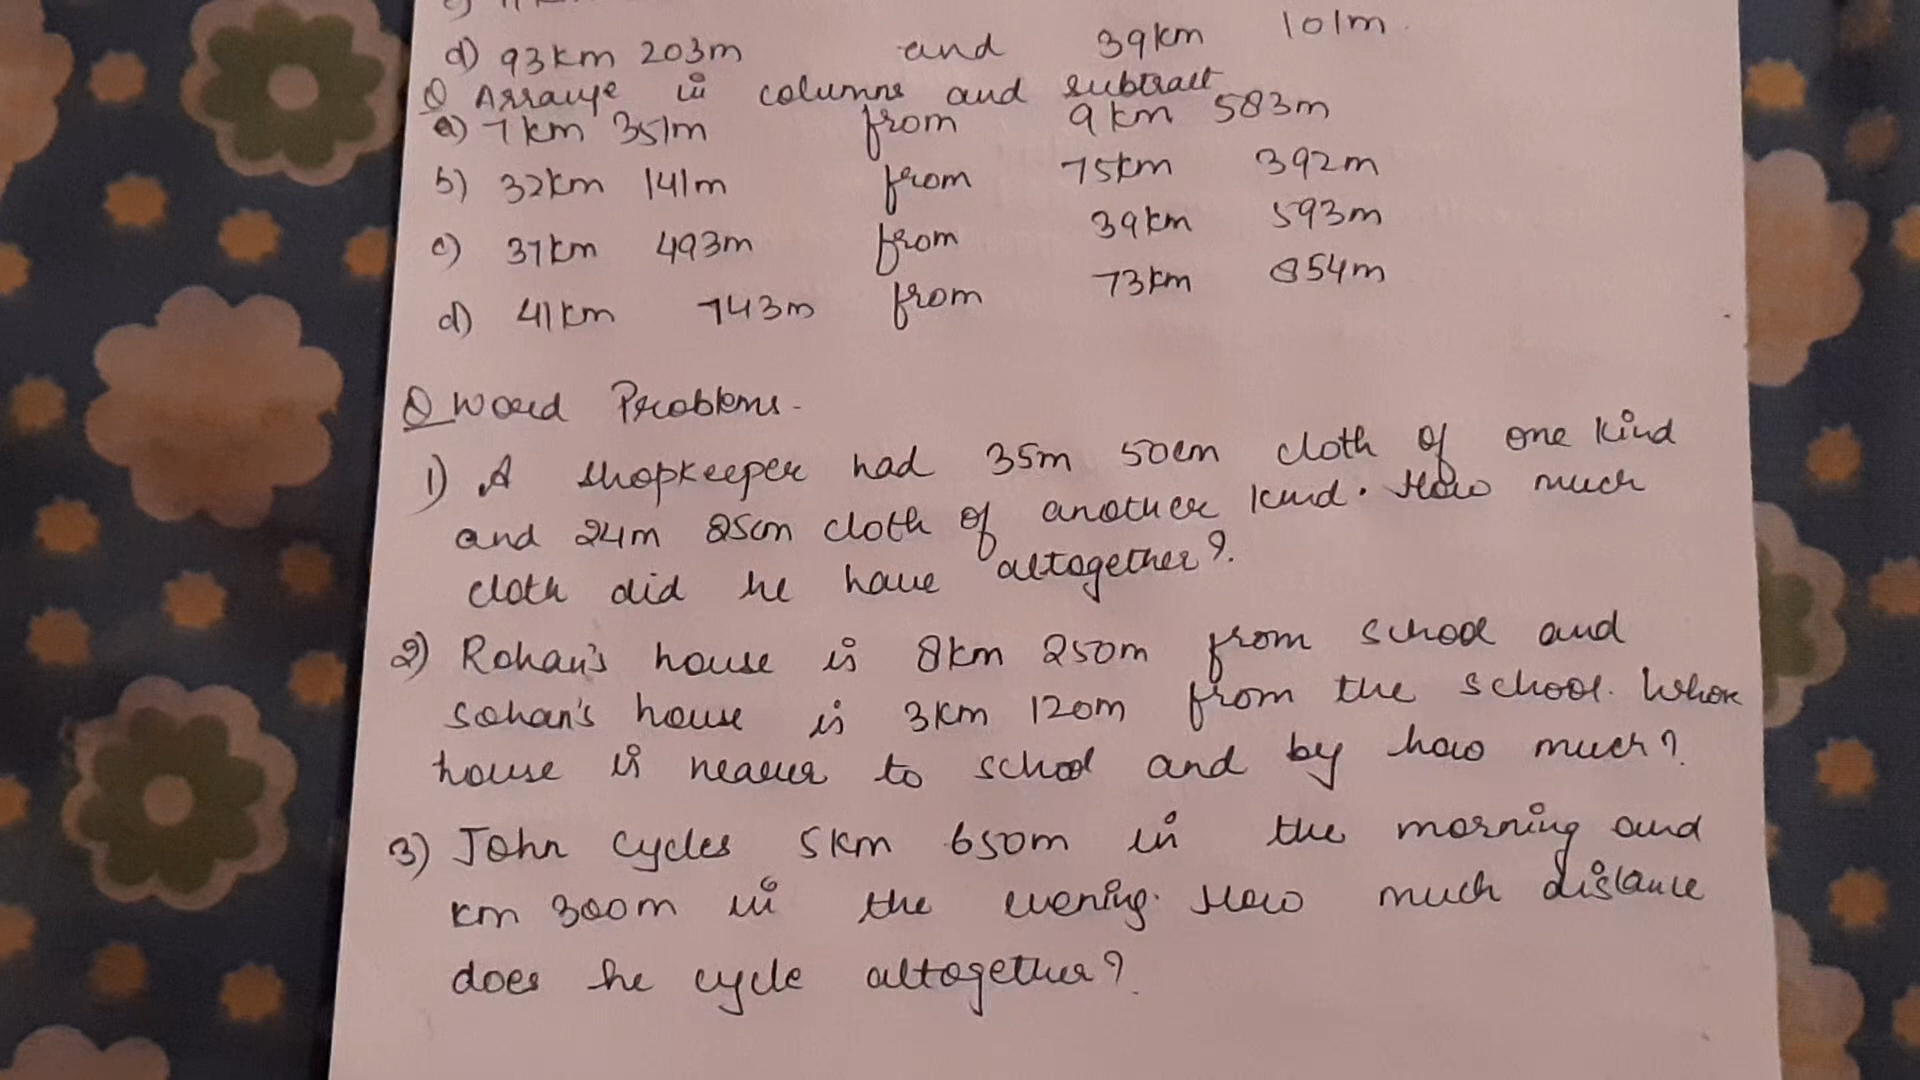 d) 93km 203m and 39km 101m.
Q Arrange in columns and subtract
a) 7km 351m from 9km 583m
b) 32km 141m from 75km 392m
c) 37km 493m from 39km 593m
d) 41km 743m from 73km 854m
Q Word Problems.
1) A shopkeeper had 35m 50cm cloth of one kind
and 24m 25cm cloth of another kind. How much
cloth did he have altogether?
2) Rohan's house is 8km 250m from school and
Sohan's house is 3km 120m from the school. Whose
house is nearer to school and by how much?
3) John cycles 5km 650m in the morning and
km 300m in the evening. How much distance
does he cycle altogether?